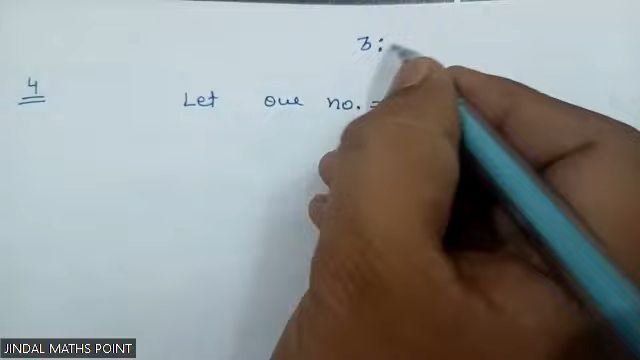 3:
4 Let one no. =
JINDAL MATHS POINT